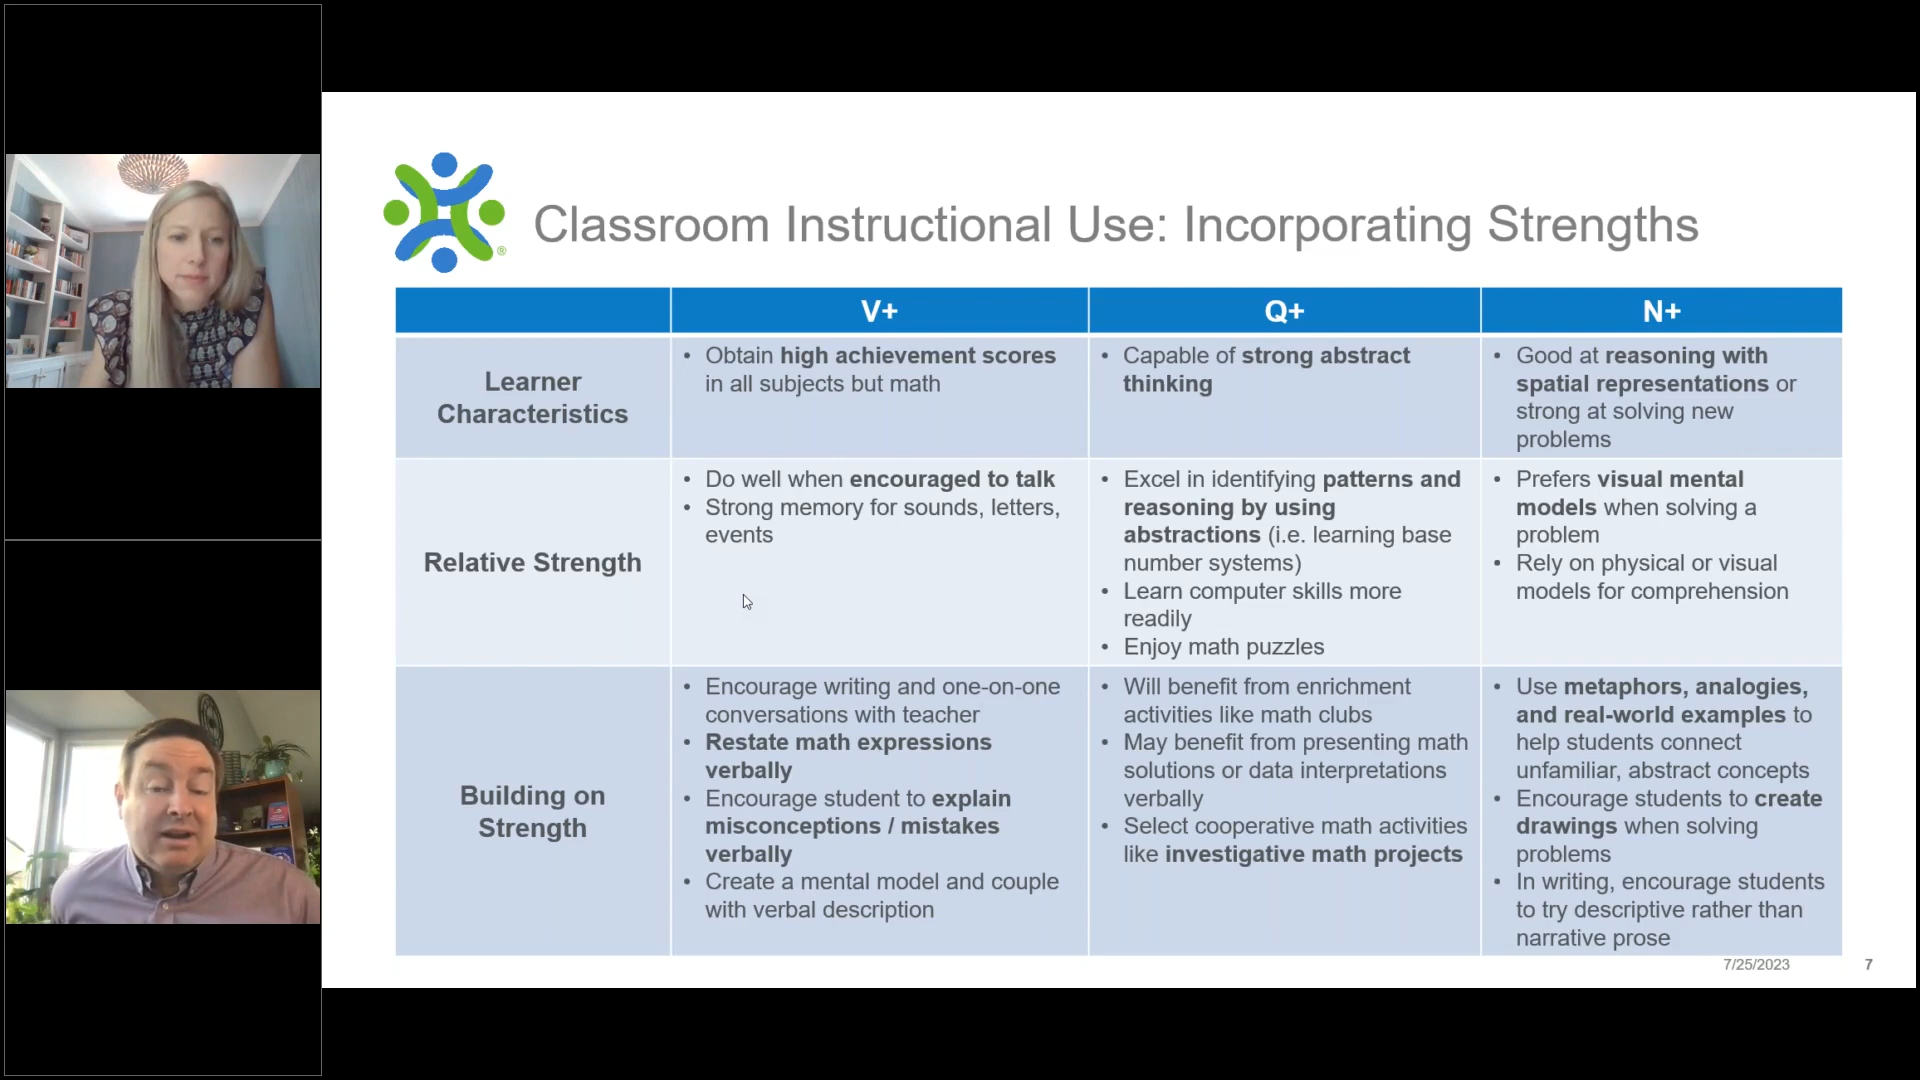 ®
Classroom Instructional Use: Incorporating Strengths
V+
Q+
N+
Learner
Characteristics
• Obtain high achievement scores
in all subjects but math
• Capable of strong abstract
thinking
• Good at reasoning with
spatial representations or
strong at solving new
problems
Relative Strength
• Do well when encouraged to talk
• Strong memory for sounds, letters,
events
• Excel in identifying patterns and
reasoning by using
abstractions (i.e. learning base
number systems)
• Learn computer skills more
readily
• Enjoy math puzzles
• Prefers visual mental
models when solving a
problem
• Rely on physical or visual
models for comprehension
Building on
Strength
• Encourage writing and one-on-one
conversations with teacher
• Restate math expressions
verbally
• Encourage student to explain
misconceptions / mistakes
verbally
• Create a mental model and couple
with verbal description
• Will benefit from enrichment
activities like math clubs
• May benefit from presenting math
solutions or data interpretations
verbally
• Select cooperative math activities
like investigative math projects
• Use metaphors, analogies,
and real-world examples to
help students connect
unfamiliar, abstract concepts
• Encourage students to create
drawings when solving
problems
• In writing, encourage students
to try descriptive rather than
narrative prose
7/25/2023
7